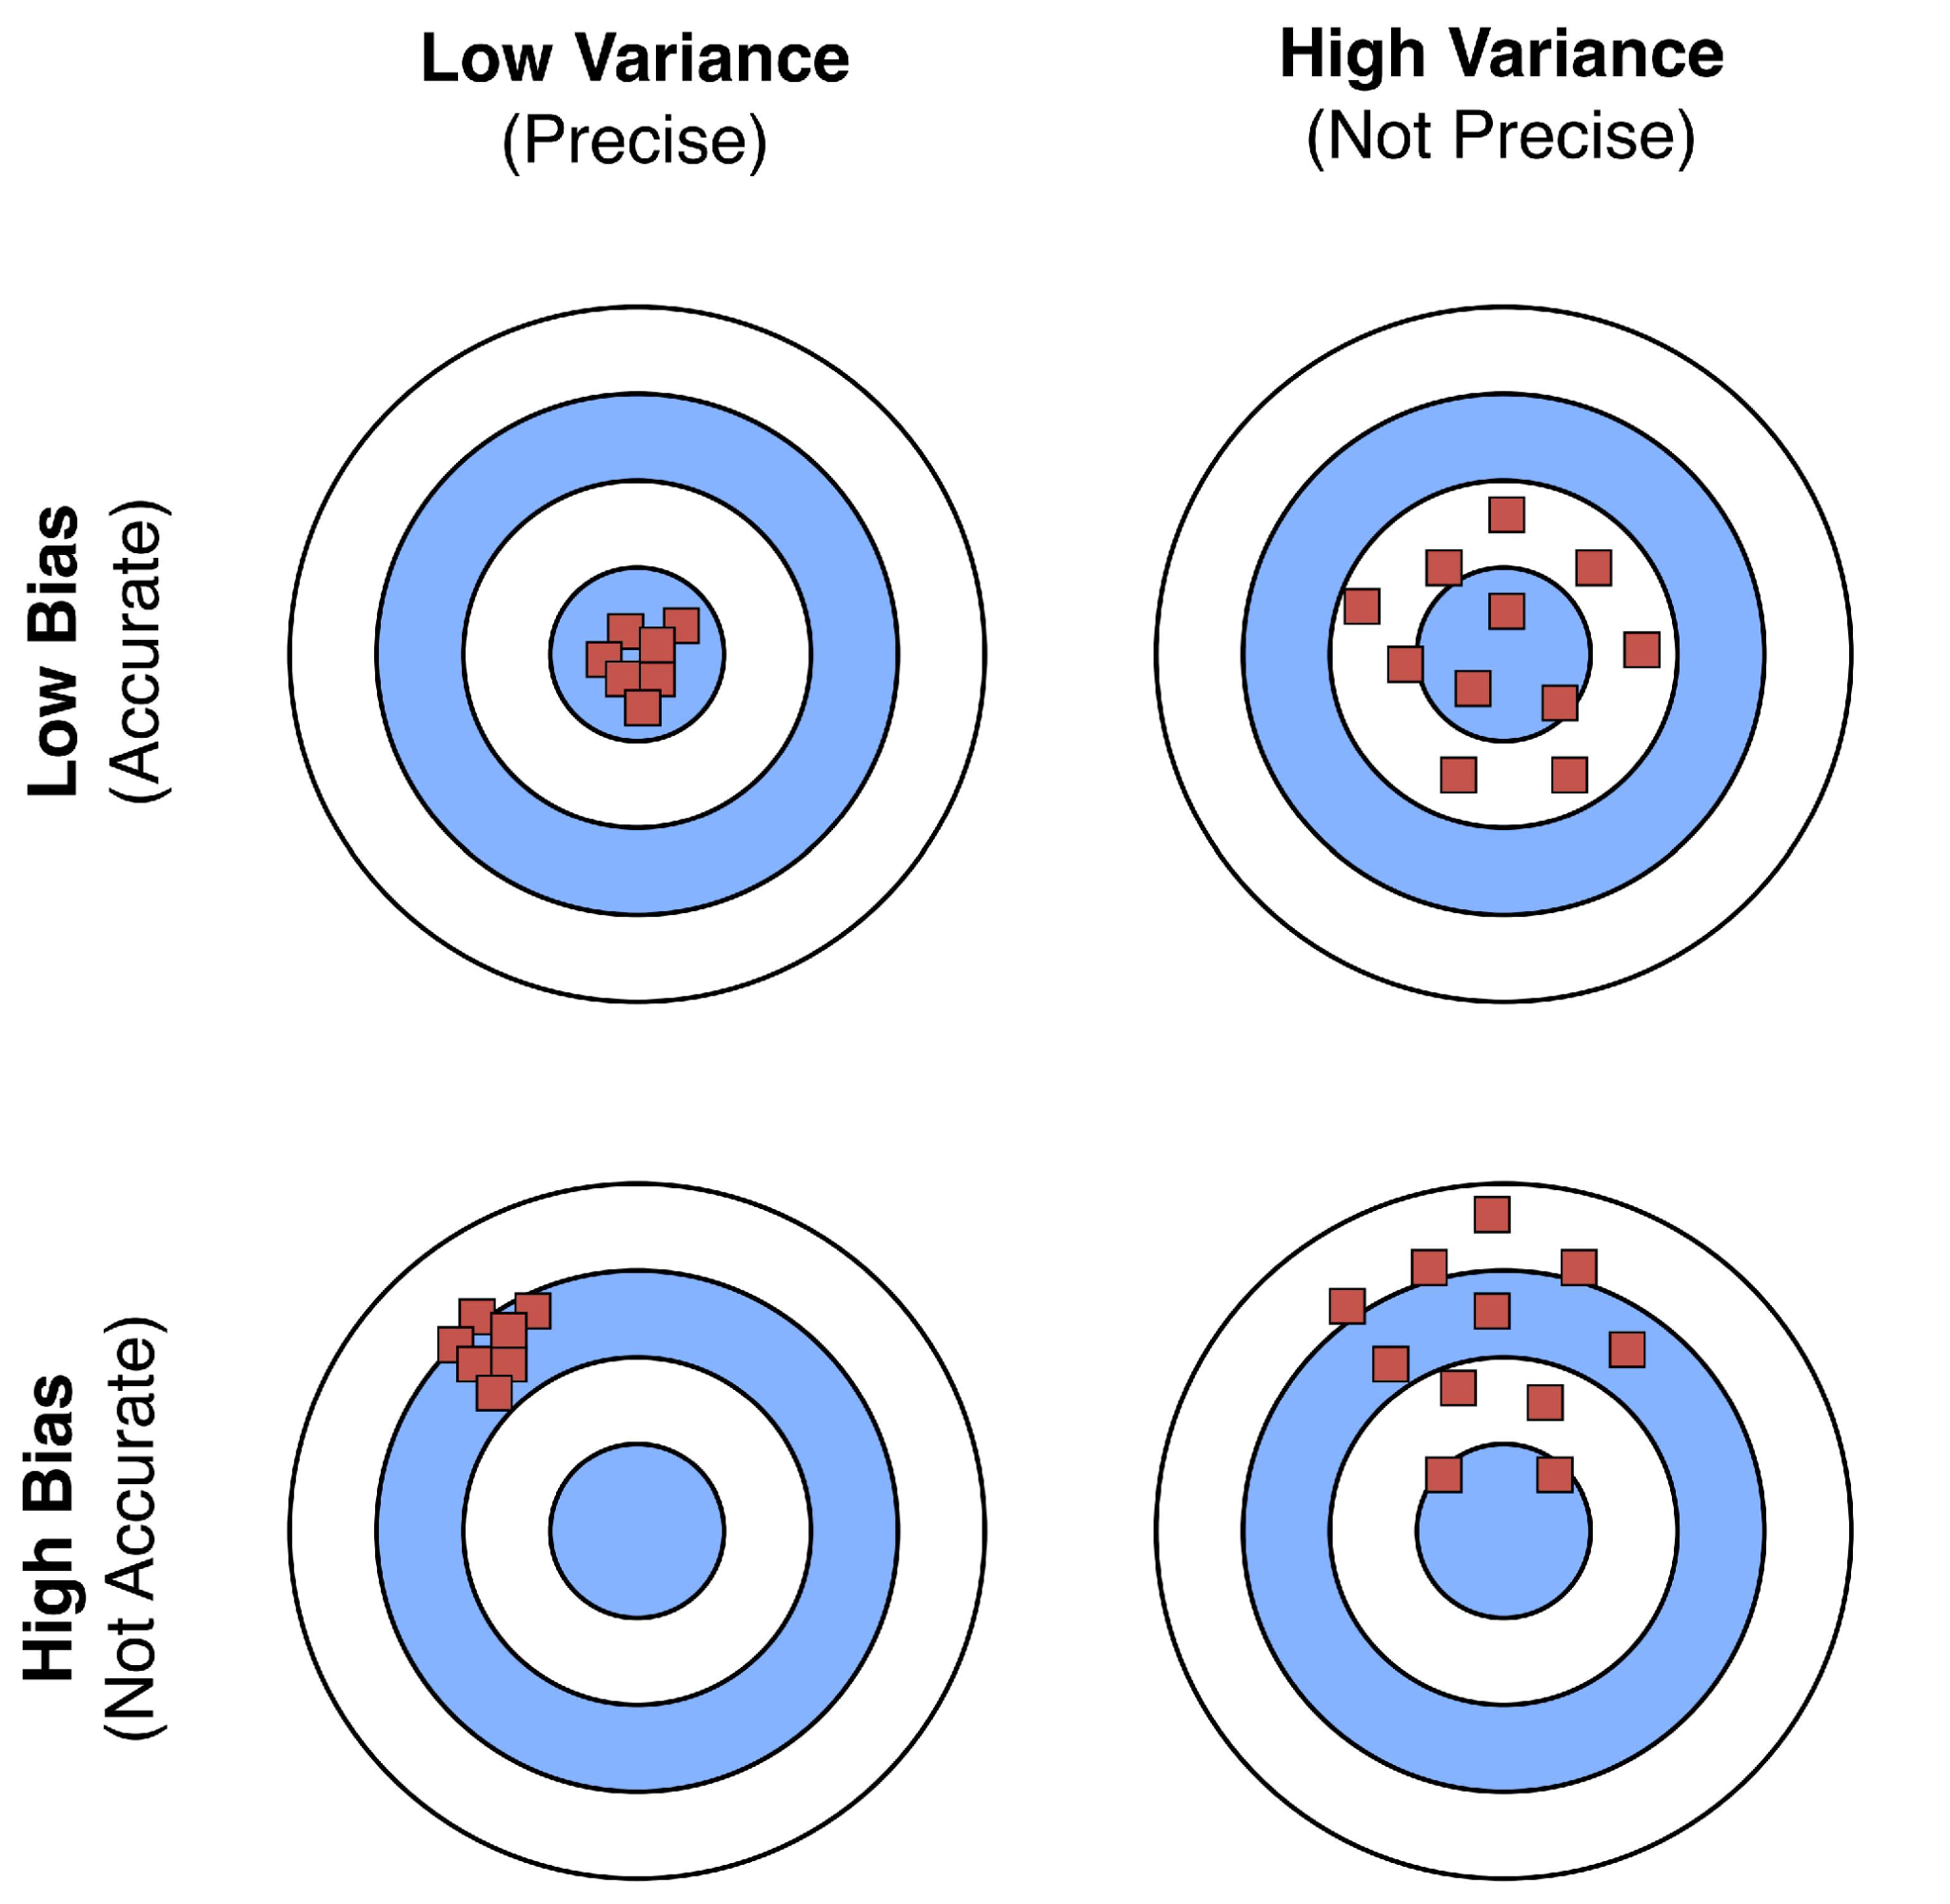 Low Variance
(Precise)
High Variance
(Not Precise)
Low Bias
(Accurate)
High Bias
(Not Accurate)